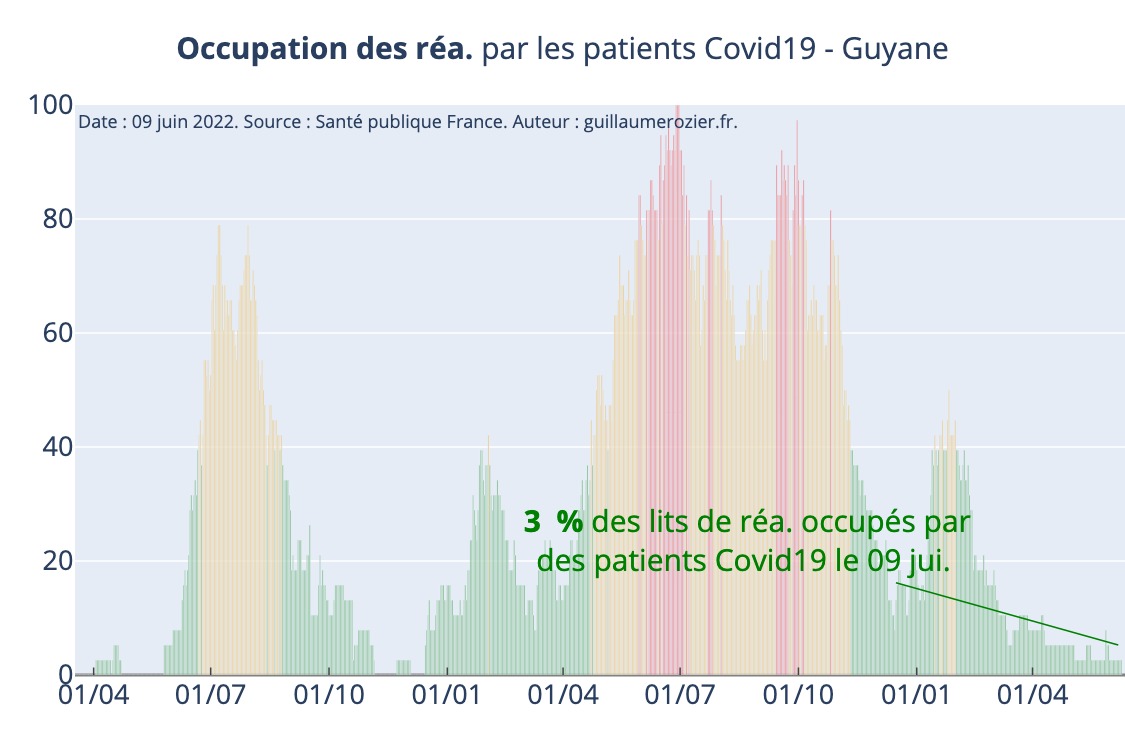 Occupation des réa. par les patients Covid19 - Guyane
100
Date : 09 juin 2022. Source : Santé publique France. Auteur : guillaumerozier.fr.
80
60
40
3 % des lits de réa. occupés par
des patients Covid19 le 09 jui.
20
0
01/04 01/07 01/10 01/01 01/04 01/07 01/10 01/01 01/04